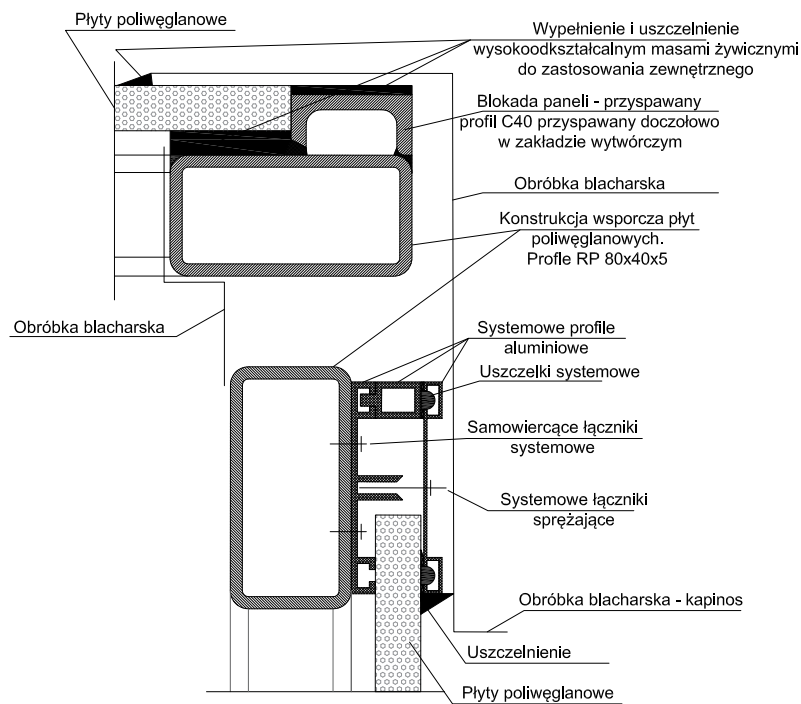 Płyty poliwęglanowe
Wypełnienie i uszczelnienie
wysokoodkształcalnym masami żywicznymi
do zastosowania zewnętrznego
Blokada paneli - przyspawany
profil C40 przyspawany doczołowo
w zakładzie wytwórczym
Obróbka blacharska
Konstrukcja wsporcza płyt
poliwęglanowych.
Profle RP 80x40x5
Obróbka blacharska
Systemowe profile
aluminiowe
Uszczelki systemowe
Samowiercące łączniki
systemowe
Systemowe łączniki
sprężające
Obróbka blacharska - kapinos
Uszczelnienie
Płyty poliwęglanowe